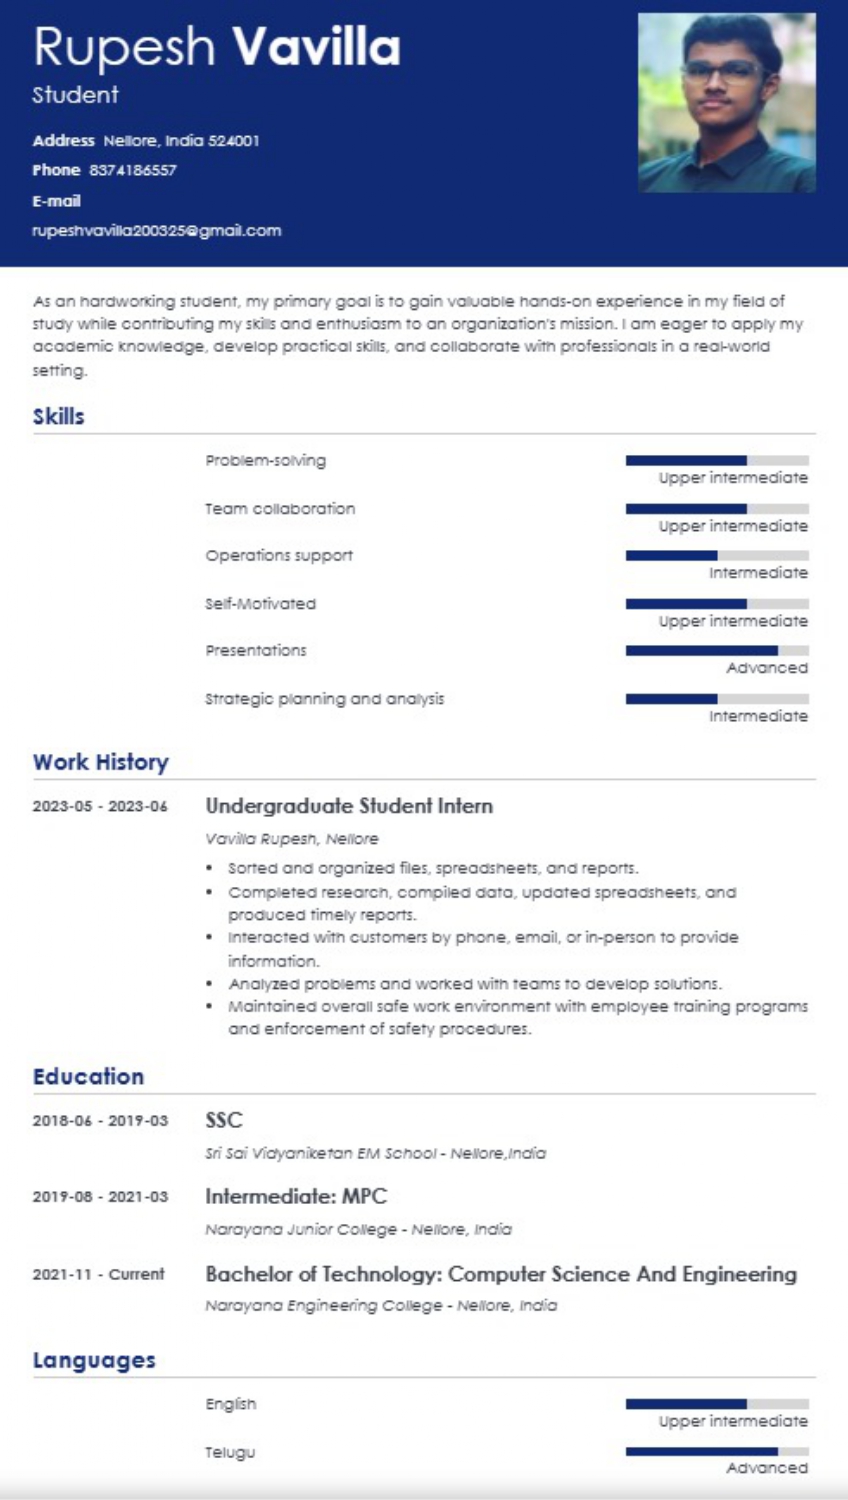 Rupesh Vavilla
Student
Address Nellore, India 524001
Phone 8374186557
E-mail
rupeshvavilla200325@gmail.com
As an hardworking student, my primary goal is to gain valuable hands-on experience in my field of
study while contributing my skills and enthusiasm to an organization's mission. I am eager to apply my
academic knowledge, develop practical skills, and collaborate with professionals in a real-world
setting.
Skills
Problem-solving
Upper intermediate
Team collaboration
Upper intermediate
Operations support
Intermediate
Self-Motivated
Upper intermediate
Presentations
Advanced
Strategic planning and analysis
Intermediate
Work History
2023-05 - 2023-06 Undergraduate Student Intern
Vavilla Rupesh, Nellore
• Sorted and organized files, spreadsheets, and reports.
• Completed research, compiled data, updated spreadsheets, and
produced timely reports.
• Interacted with customers by phone, email, or in-person to provide
information.
• Analyzed problems and worked with teams to develop solutions.
• Maintained overall safe work environment with employee training programs
and enforcement of safety procedures.
Education
2018-06 - 2019-03 SSC
Sri Sai Vidyaniketan EM School - Nellore,India
2019-08 - 2021-03 Intermediate: MPC
Narayana Junior College - Nellore, India
2021-11 - Current Bachelor of Technology: Computer Science And Engineering
Narayana Engineering College - Nellore, India
Languages
English
Upper intermediate
Telugu
Advanced